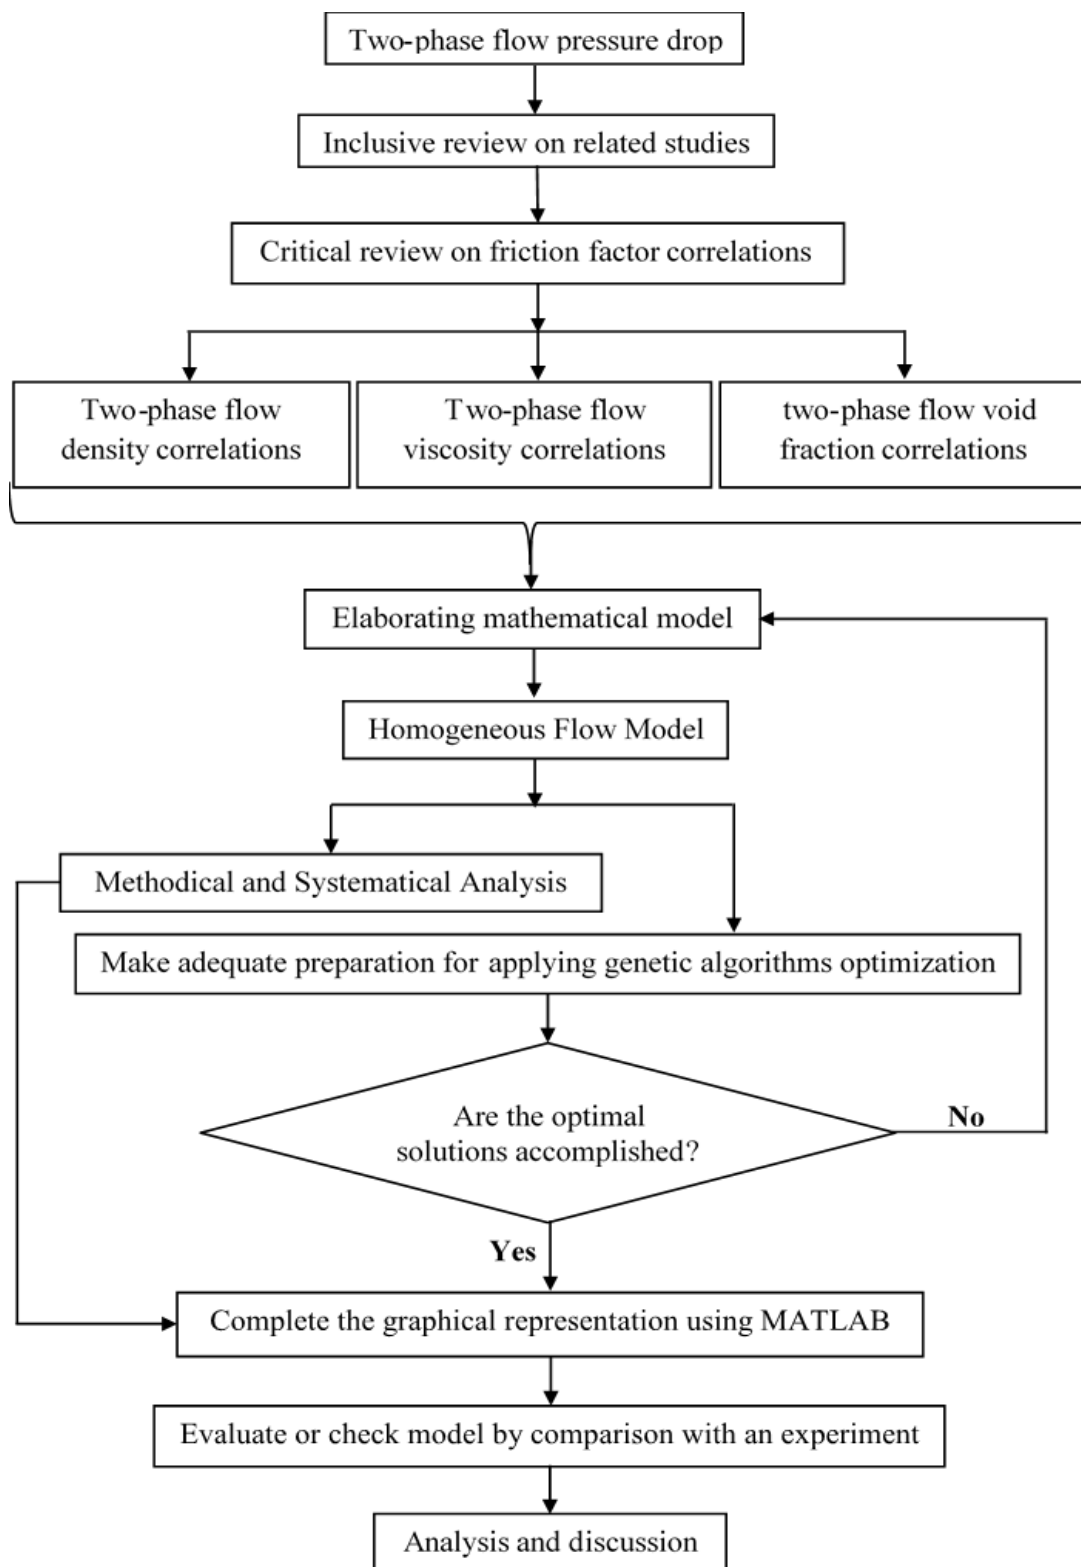 Two-phase flow pressure drop
Inclusive review on related studies
Critical review on friction factor correlations
Two-phase flow
density correlations
Two-phase flow
viscosity correlations
two-phase flow void
fraction correlations
Elaborating mathematical model
Homogeneous Flow Model
Methodical and Systematical Analysis
Make adequate preparation for applying genetic algorithms optimization
Are the optimal
solutions accomplished?
No
Yes
Complete the graphical representation using MATLAB
Evaluate or check model by comparison with an experiment
Analysis and discussion